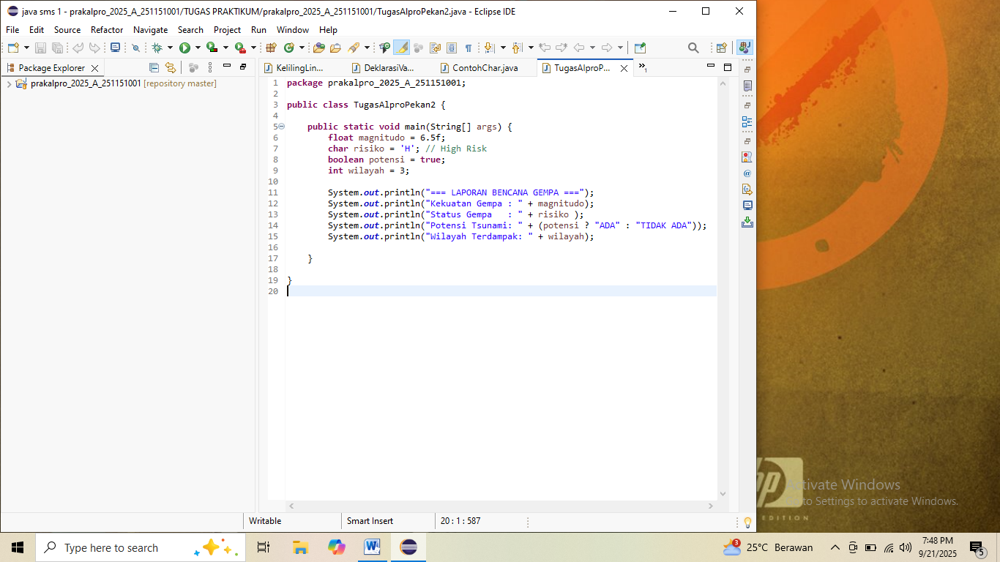 java sms 1 - prakalpro_2025_A_251151001/TUGAS PRAKTIKUM/prakalpro_2025_A_251151001/TugasAlproPekan2.java - Eclipse IDE
File Edit Source Refactor Navigate Search Project Run Window Help
Package Explorer
prakalpro_2025_A_251151001 [repository master]
KelilingLin... DeklarasiVa... ContohChar.java TugasAlproP... »1
1 package prakalpro_2025_A_251151001;
2
3 public class TugasAlproPekan2 {
4
5 public static void main(String[] args) {
6 float magnitudo = 6.5f;
7 char risiko = 'H'; // High Risk
8 boolean potensi = true;
9 int wilayah = 3;
10
11 System.out.println("=== LAPORAN BENCANA GEMPA ===");
12 System.out.println("Kekuatan Gempa : " + magnitudo);
13 System.out.println("Status Gempa   : " + risiko );
14 System.out.println("Potensi Tsunami: " + (potensi ? "ADA" : "TIDAK ADA"));
15 System.out.println("Wilayah Terdampak: " + wilayah);
16
17 }
18
19 }
20
Writable Smart Insert 20 : 1 : 587
hp
Activate Windows
Go to Settings to activate Windows.
EDITION
Type here to search
3
25°C Berawan
7:48 PM
9/21/2025
5